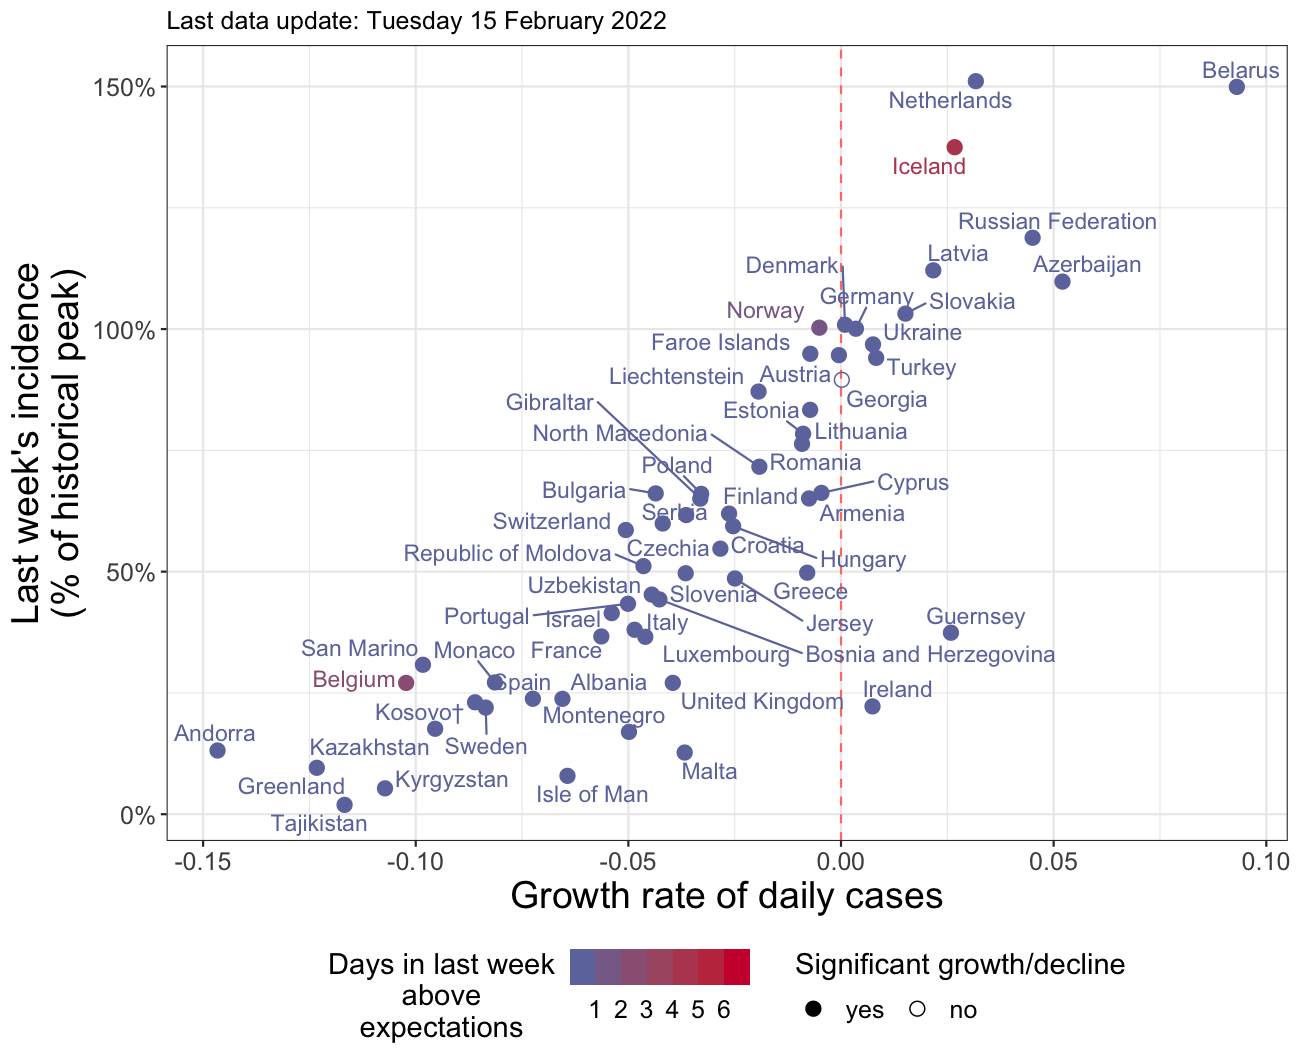 Last data update: Tuesday 15 February 2022
Last week's incidence
(% of historical peak)
150%
100%
50%
0%
Belarus
Netherlands
Iceland
Russian Federation
Latvia
Azerbaijan
Denmark
Germany
Slovakia
Norway
Ukraine
Faroe Islands
Turkey
Liechtenstein
Austria
Georgia
Gibraltar
Estonia
Lithuania
North Macedonia
Romania
Poland
Cyprus
Bulgaria
Finland
Armenia
Serbia
Switzerland
Croatia
Czechia
Republic of Moldova
Hungary
Uzbekistan
Slovenia
Greece
Portugal
Israel
Italy
Jersey
Guernsey
San Marino
Monaco
France
Luxembourg
Bosnia and Herzegovina
Belgium
Spain
Albania
United Kingdom
Ireland
Kosovo†
Montenegro
Andorra
Kazakhstan
Sweden
Malta
Greenland
Kyrgyzstan
Isle of Man
Tajikistan
-0.15
-0.10
-0.05
0.00
0.05
0.10
Growth rate of daily cases
Days in last week
above
expectations
1 2 3 4 5 6
Significant growth/decline
yes
no